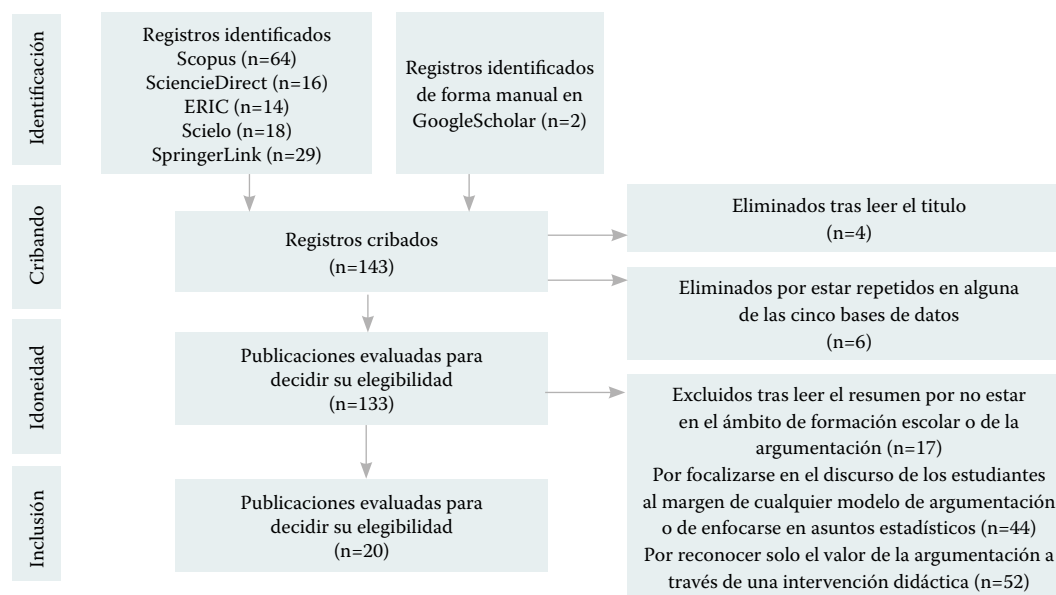 Identificación
Registros identificados
Scopus (n=64)
SciencieDirect (n=16)
ERIC (n=14)
Scielo (n=18)
SpringerLink (n=29)
Registros identificados
de forma manual en
GoogleScholar (n=2)
Cribando
Registros cribados
(n=143)
Eliminados tras leer el titulo
(n=4)
Eliminados por estar repetidos en alguna
de las cinco bases de datos
(n=6)
Idoneidad
Publicaciones evaluadas para
decidir su elegibilidad
(n=133)
Excluidos tras leer el resumen por no estar
en el ámbito de formación escolar o de la
argumentación (n=17)
Por focalizarse en el discurso de los estudiantes
al margen de cualquier modelo de argumentación
o de enfocarse en asuntos estadísticos (n=44)
Por reconocer solo el valor de la argumentación a
través de una intervención didáctica (n=52)
Inclusión
Publicaciones evaluadas para
decidir su elegibilidad
(n=20)